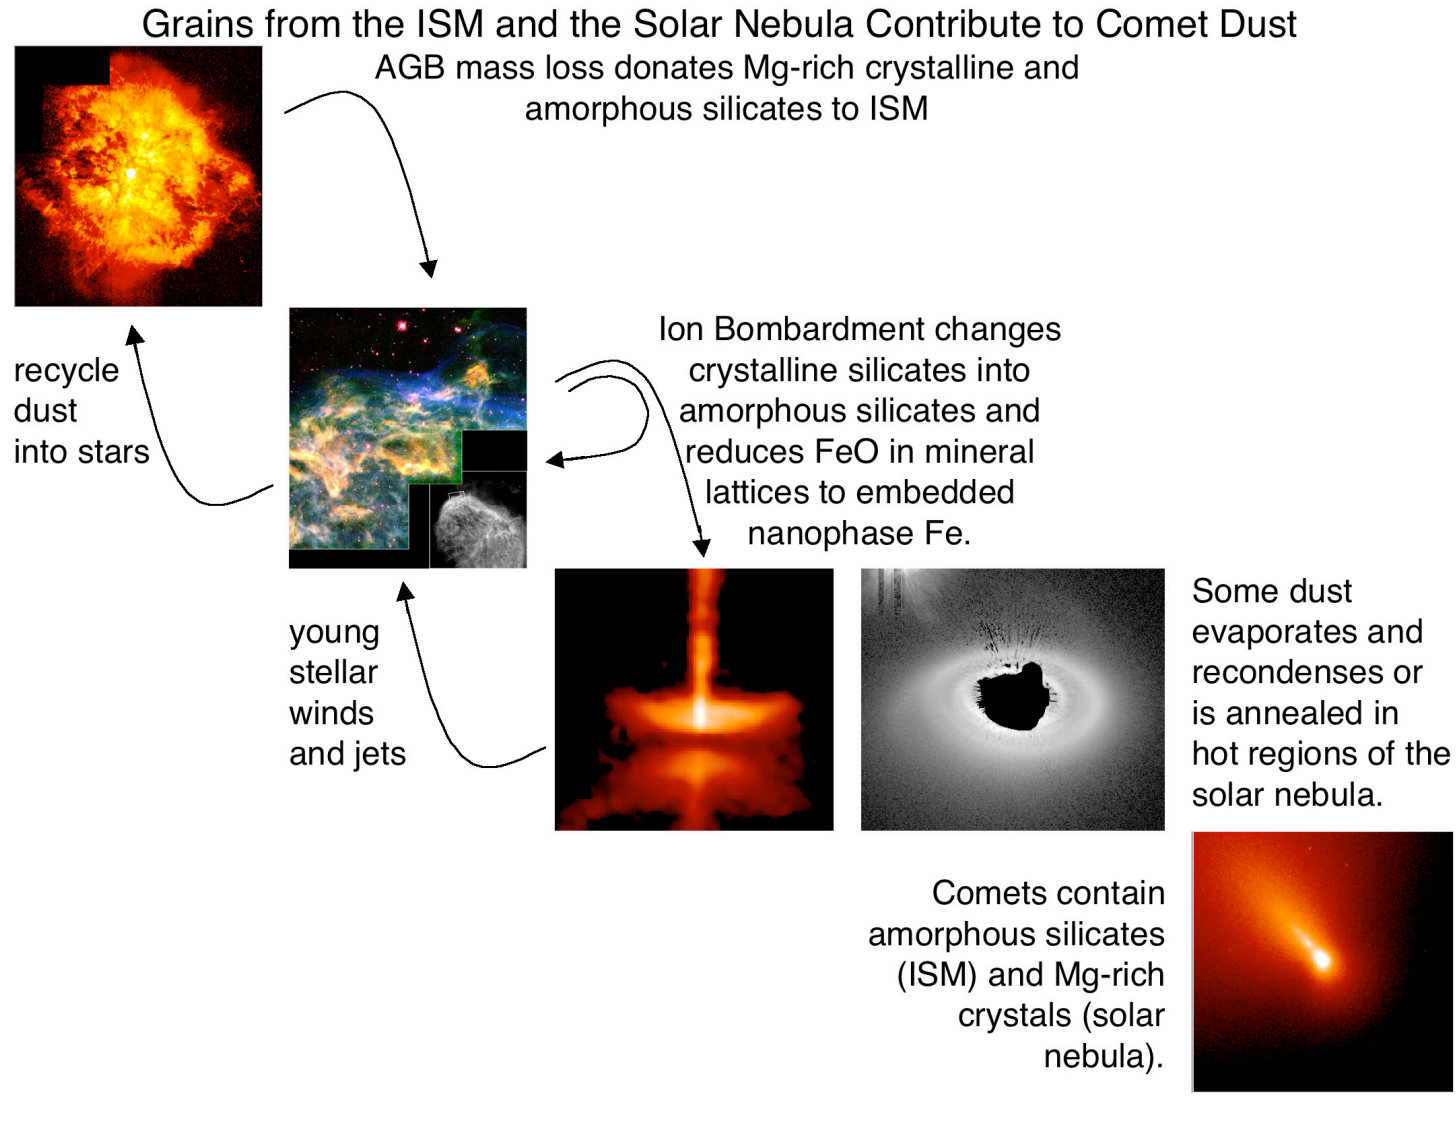 Grains from the ISM and the Solar Nebula Contribute to Comet Dust
AGB mass loss donates Mg-rich crystalline and
amorphous silicates to ISM
recycle
dust
into stars
Ion Bombardment changes
crystalline silicates into
amorphous silicates and
reduces FeO in mineral
lattices to embedded
nanophase Fe.
young
stellar
winds
and jets
Some dust
evaporates and
recondenses or
is annealed in
hot regions of the
solar nebula.
Comets contain
amorphous silicates
(ISM) and Mg-rich
crystals (solar
nebula).